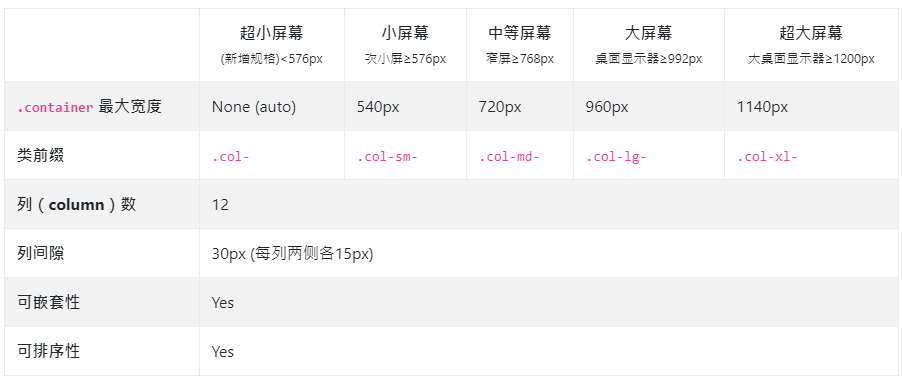 超小屏幕 小屏幕 中等屏幕 大屏幕 超大屏幕
(新增规格)<576px 次小屏≥576px 窄屏≥768px 桌面显示器≥992px 大桌面显示器≥1200px
.container 最大宽度 None (auto) 540px 720px 960px 1140px
类前缀 .col- .col-sm- .col-md- .col-lg- .col-xl-
列（column）数 12
列间隙 30px (每列两侧各15px)
可嵌套性 Yes
可排序性 Yes